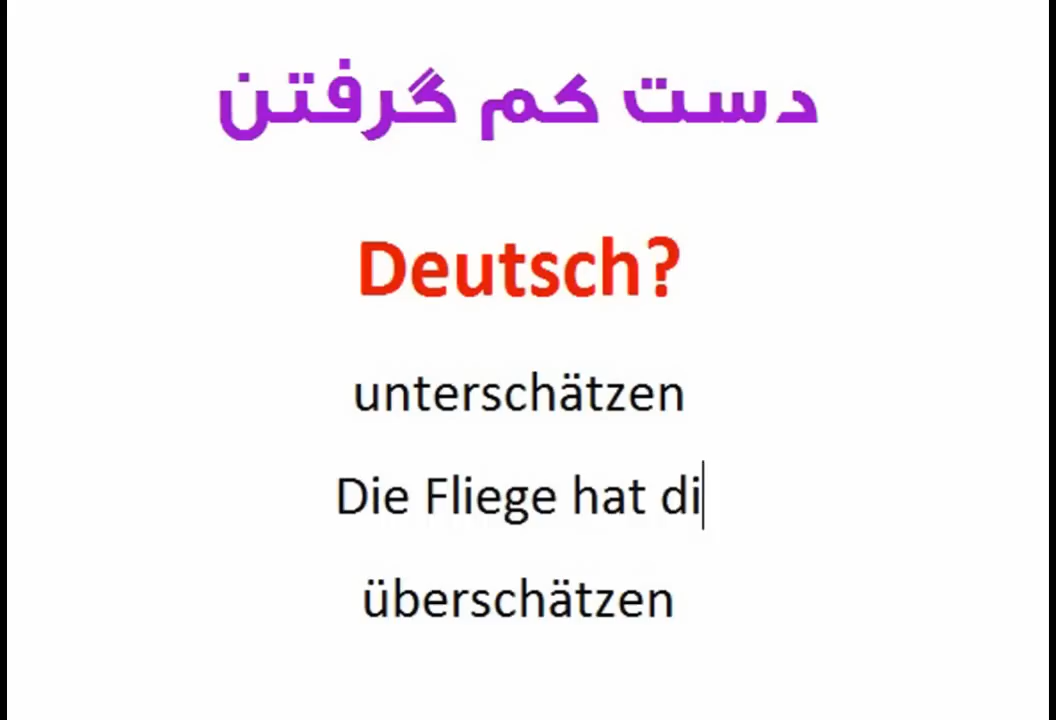 دست کم گرفتن
Deutsch?
unterschätzen
Die Fliege hat di
überschätzen